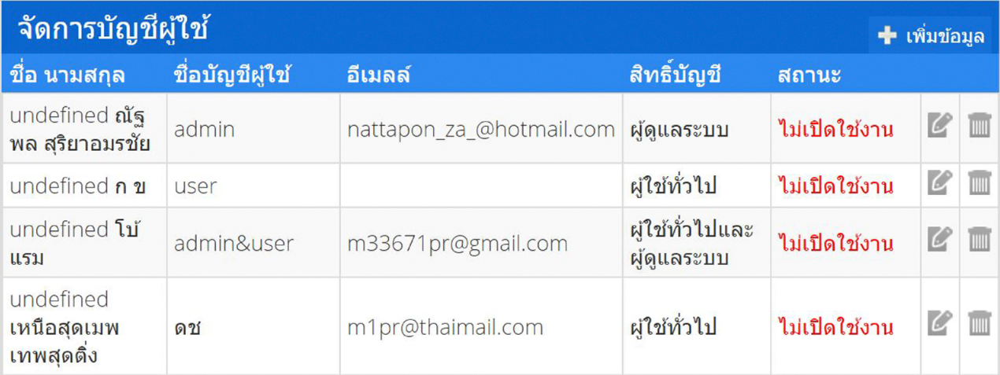 จัดการบัญชีผู้ใช้
เพิ่มข้อมูล
ชื่อ นามสกุล ชื่อบัญชีผู้ใช้ อีเมลล์ สิทธิ์บัญชี สถานะ
undefined ณัฐ
พล สุริยาอมรชัย
admin nattapon_za_@hotmail.com ผู้ดูแลระบบ ไม่เปิดใช้งาน
undefined ก ข user ผู้ใช้ทั่วไป ไม่เปิดใช้งาน
undefined โบ้
แรม
admin&user m33671pr@gmail.com
ผู้ใช้ทั่วไปและ
ผู้ดูแลระบบ
ไม่เปิดใช้งาน
undefined
เหนือสุดเมพ
เทพสุดติ่ง
ดช m1pr@thaimail.com ผู้ใช้ทั่วไป ไม่เปิดใช้งาน